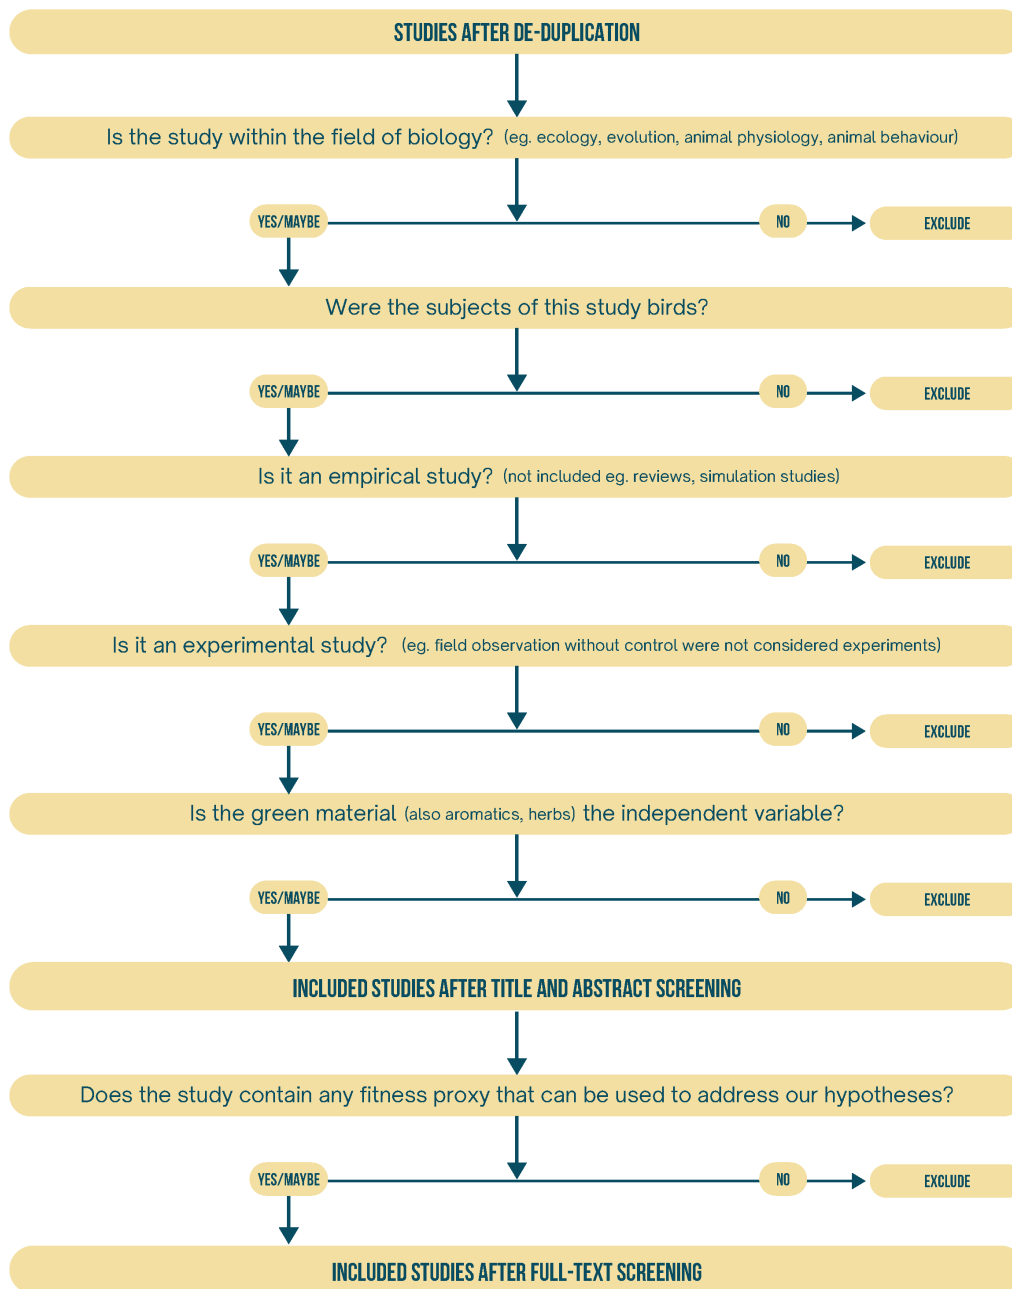 STUDIES AFTER DE-DUPLICATION
Is the study within the field of biology? (eg. ecology, evolution, animal physiology, animal behaviour)
YES/MAYBE NO EXCLUDE
Were the subjects of this study birds?
YES/MAYBE NO EXCLUDE
Is it an empirical study? (not included eg. reviews, simulation studies)
YES/MAYBE NO EXCLUDE
Is it an experimental study? (eg. field observation without control were not considered experiments)
YES/MAYBE NO EXCLUDE
Is the green material (also aromatics, herbs) the independent variable?
YES/MAYBE NO EXCLUDE
INCLUDED STUDIES AFTER TITLE AND ABSTRACT SCREENING
Does the study contain any fitness proxy that can be used to address our hypotheses?
YES/MAYBE NO EXCLUDE
INCLUDED STUDIES AFTER FULL-TEXT SCREENING